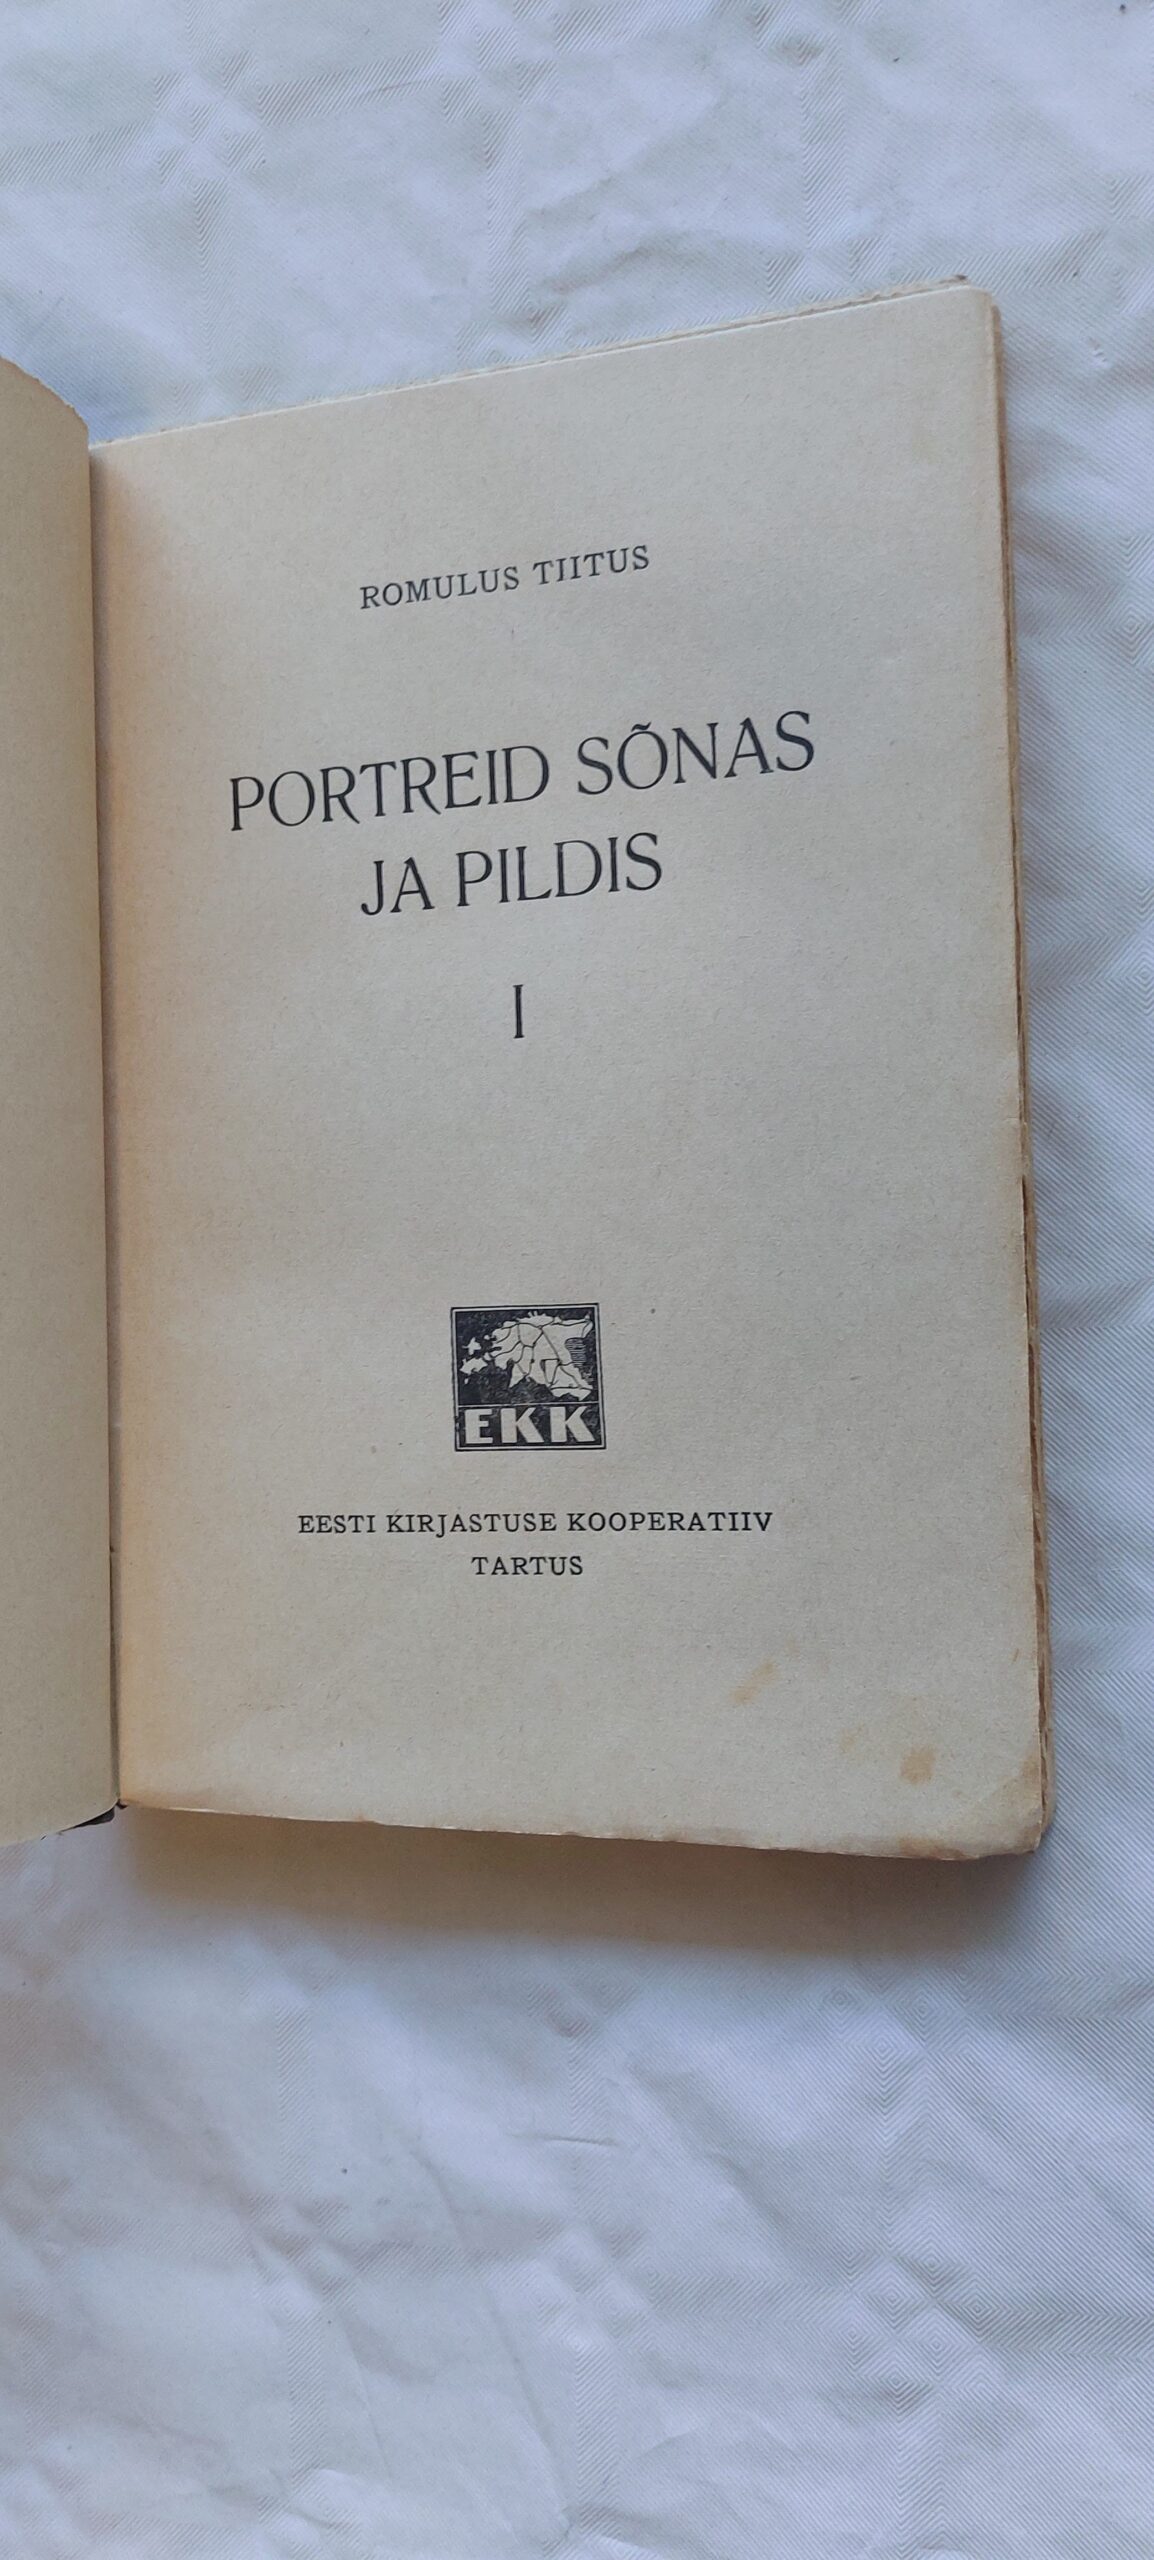 ROMULUS TIITUS
PORTREID SÕNAS
JA PILDIS
I
EKK
EESTI KIRJASTUSE KOOPERATIIV
TARTUS